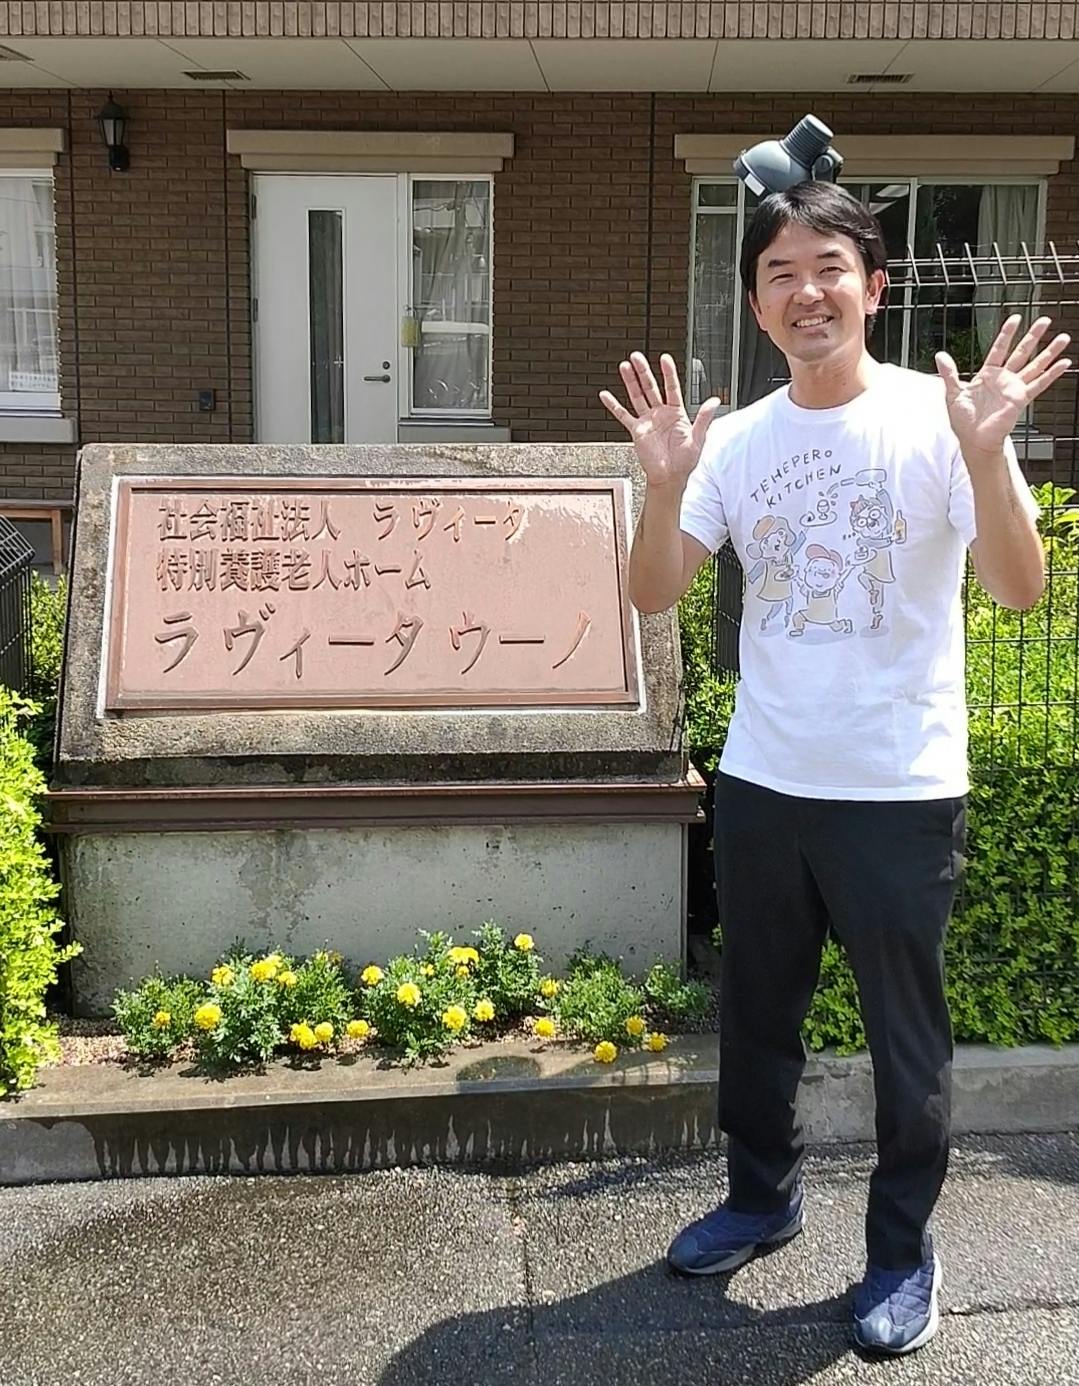 社会福祉法人 ラヴィータ
特別養護老人ホーム
ラヴィータウーノ
TEHEPERO
KITCHEN